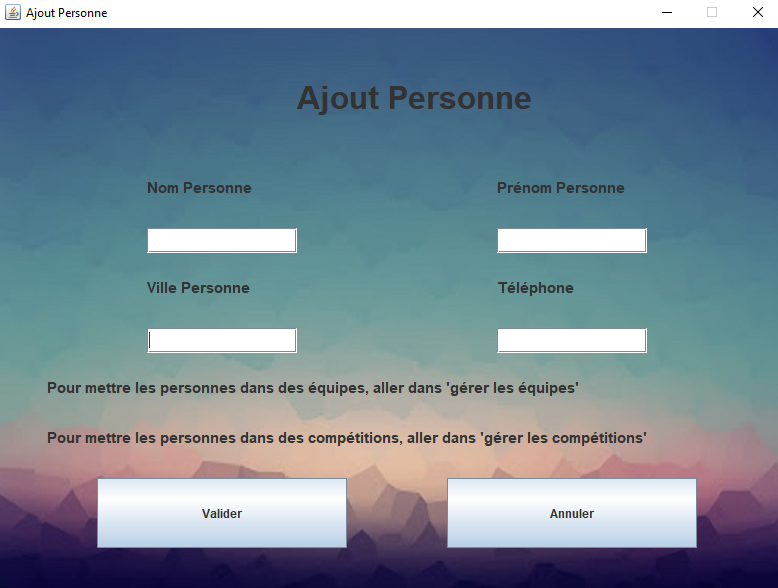 Ajout Personne
Ajout Personne
Nom Personne
Prénom Personne
Ville Personne
Téléphone
Pour mettre les personnes dans des équipes, aller dans 'gérer les équipes'
Pour mettre les personnes dans des compétitions, aller dans 'gérer les compétitions'
Valider
Annuler